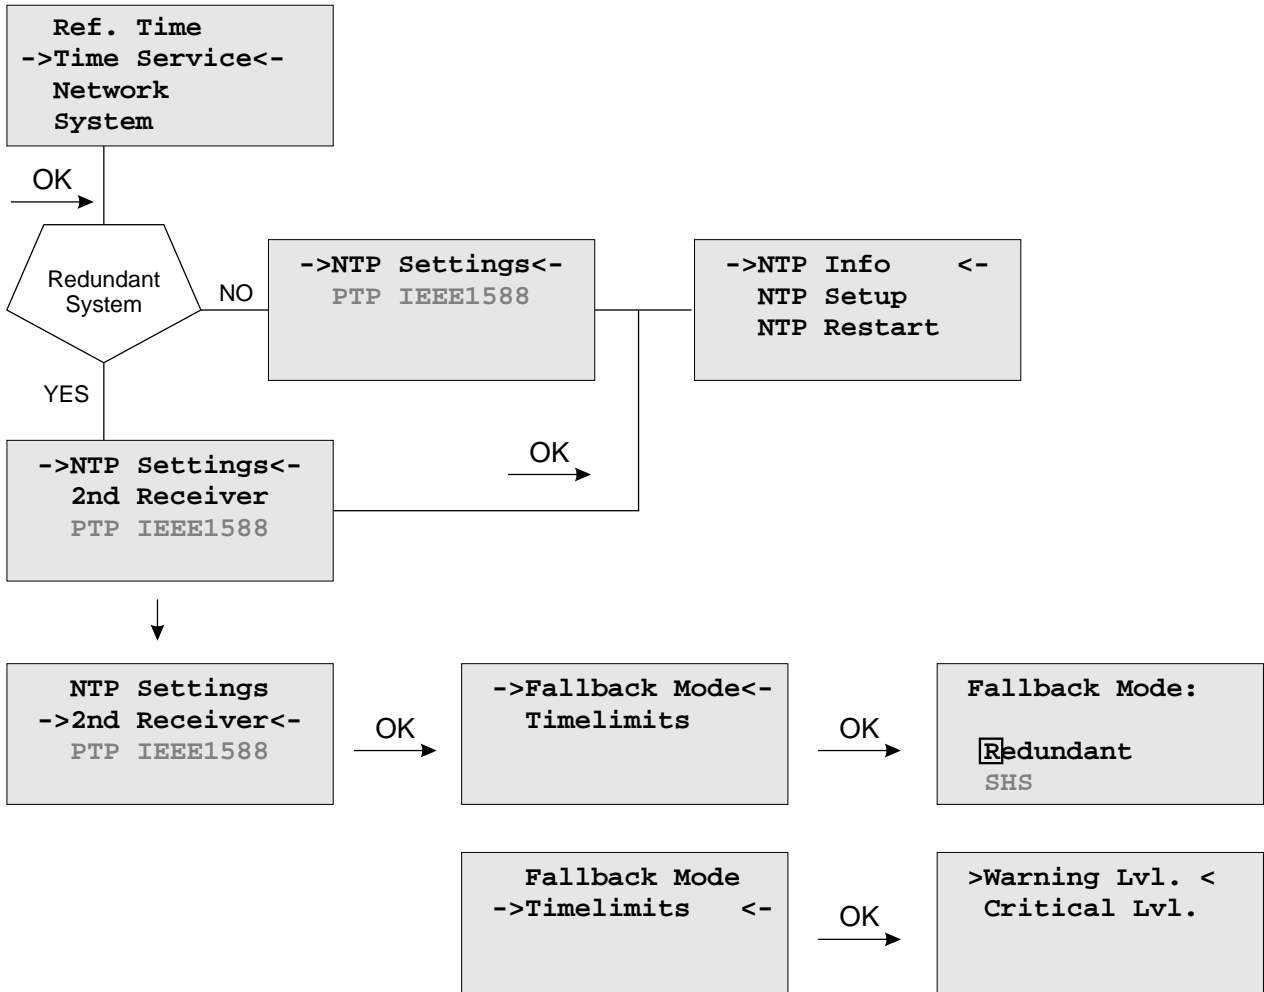 Ref. Time
->Time Service<-
Network
System
OK
Redundant
System
NO
->NTP Settings<-
PTP IEEE1588
->NTP Info <-
NTP Setup
NTP Restart
YES
->NTP Settings<-
2nd Receiver
PTP IEEE1588
OK
NTP Settings
->2nd Receiver<-
PTP IEEE1588
OK
->Fallback Mode<-
Timelimits
OK
Fallback Mode:
Redundant
SHS
Fallback Mode
->Timelimits <-
OK
>Warning Lvl. <
Critical Lvl.